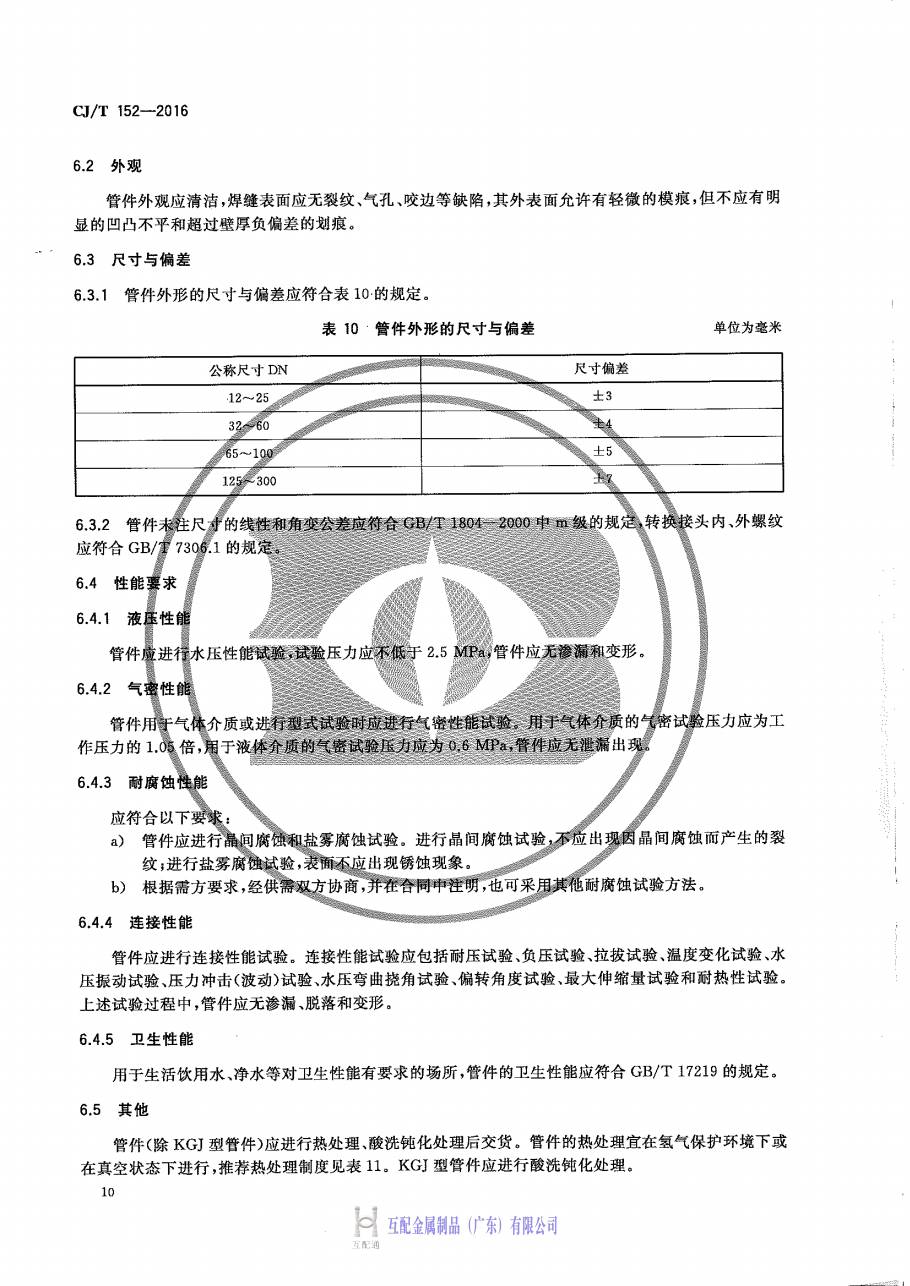 CJ/T 152—2016
6.2 外观
管件外观应清洁,焊缝表面应无裂纹、气孔、咬边等缺陷,其外表面允许有轻微的模痕,但不应有明
显的凹凸不平和超过壁厚负偏差的划痕。
6.3 尺寸与偏差
6.3.1 管件外形的尺寸与偏差应符合表 10 的规定。
表 10 管件外形的尺寸与偏差 单位为毫米
公称尺寸 DN 尺寸偏差
12～25 ±3
32～60 ±4
65～100 ±5
125～300 ±7
6.3.2 管件未注尺寸的线性和角变公差应符合 GB/T 1804—2000 中 m 级的规定,转换接头内、外螺纹
应符合 GB/T 7306.1 的规定。
6.4 性能要求
6.4.1 液压性能
管件应进行水压性能试验,试验压力应不低于 2.5 MPa,管件应无渗漏和变形。
6.4.2 气密性能
管件用于气体介质或进行型式试验时应进行气密性能试验。用于气体介质的气密试验压力应为工
作压力的 1.05 倍,用于液体介质的气密试验压力应为 0.6 MPa,管件应无泄漏出现。
6.4.3 耐腐蚀性能
应符合以下要求:
a) 管件应进行晶间腐蚀和盐雾腐蚀试验。进行晶间腐蚀试验,不应出现因晶间腐蚀而产生的裂
纹;进行盐雾腐蚀试验,表面不应出现锈蚀现象。
b) 根据需方要求,经供需双方协商,并在合同中注明,也可采用其他耐腐蚀试验方法。
6.4.4 连接性能
管件应进行连接性能试验。连接性能试验应包括耐压试验、负压试验、拉拔试验、温度变化试验、水
压振动试验、压力冲击(波动)试验、水压弯曲挠角试验、偏转角度试验、最大伸缩量试验和耐热性试验。
上述试验过程中,管件应无渗漏、脱落和变形。
6.4.5 卫生性能
用于生活饮用水、净水等对卫生性能有要求的场所,管件的卫生性能应符合 GB/T 17219 的规定。
6.5 其他
管件(除 KGJ 型管件)应进行热处理、酸洗钝化处理后交货。管件的热处理宜在氢气保护环境下或
在真空状态下进行,推荐热处理制度见表 11。KGJ 型管件应进行酸洗钝化处理。
10
互配金属制品（广东）有限公司
互配通